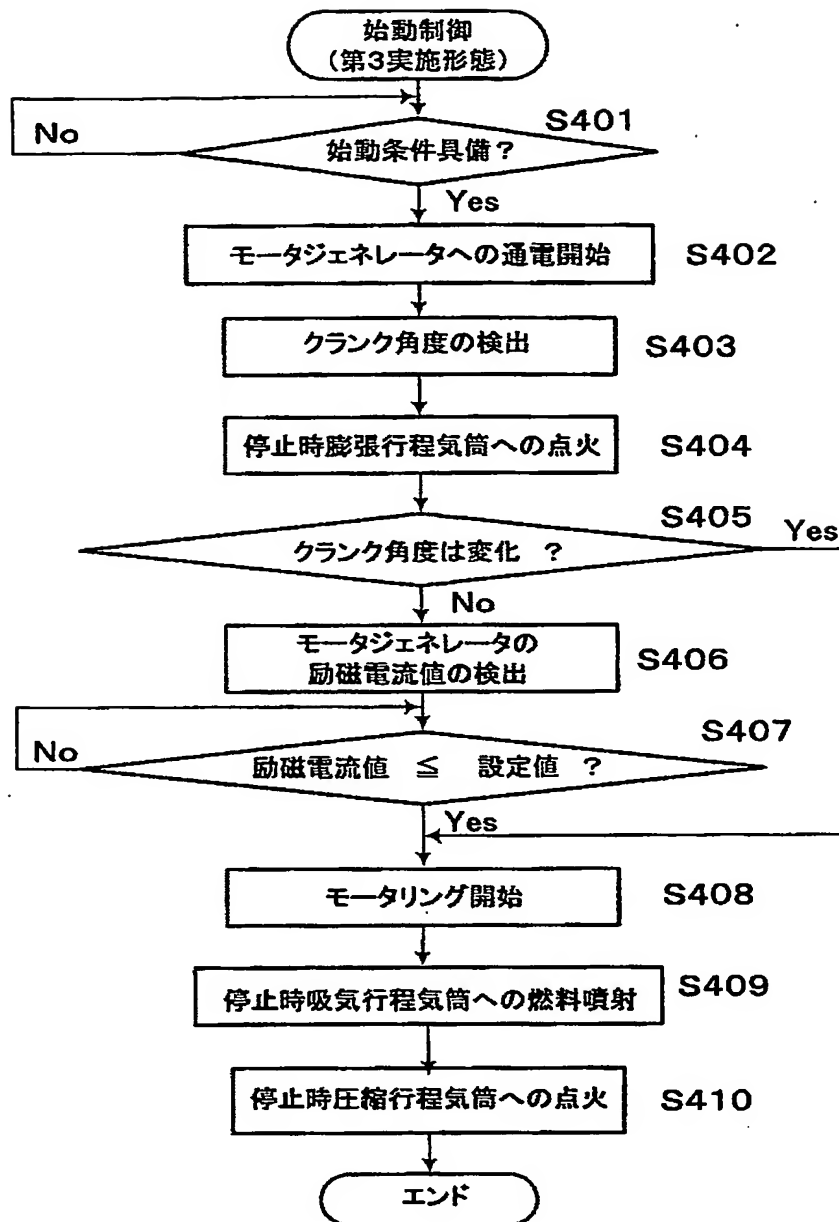 始動制御
(第3実施形態)
No
S401
始動条件具備?
Yes
モータジェネレータへの通電開始
S402
クランク角度の検出
S403
停止時膨張行程気筒への点火
S404
S405
Yes
クランク角度は変化 ?
No
モータジェネレータの
励磁電流値の検出
S406
No
S407
励磁電流値 ≦ 設定値 ?
Yes
モータリング開始
S408
停止時吸気行程気筒への燃料噴射
S409
停止時圧縮行程気筒への点火
S410
エンド